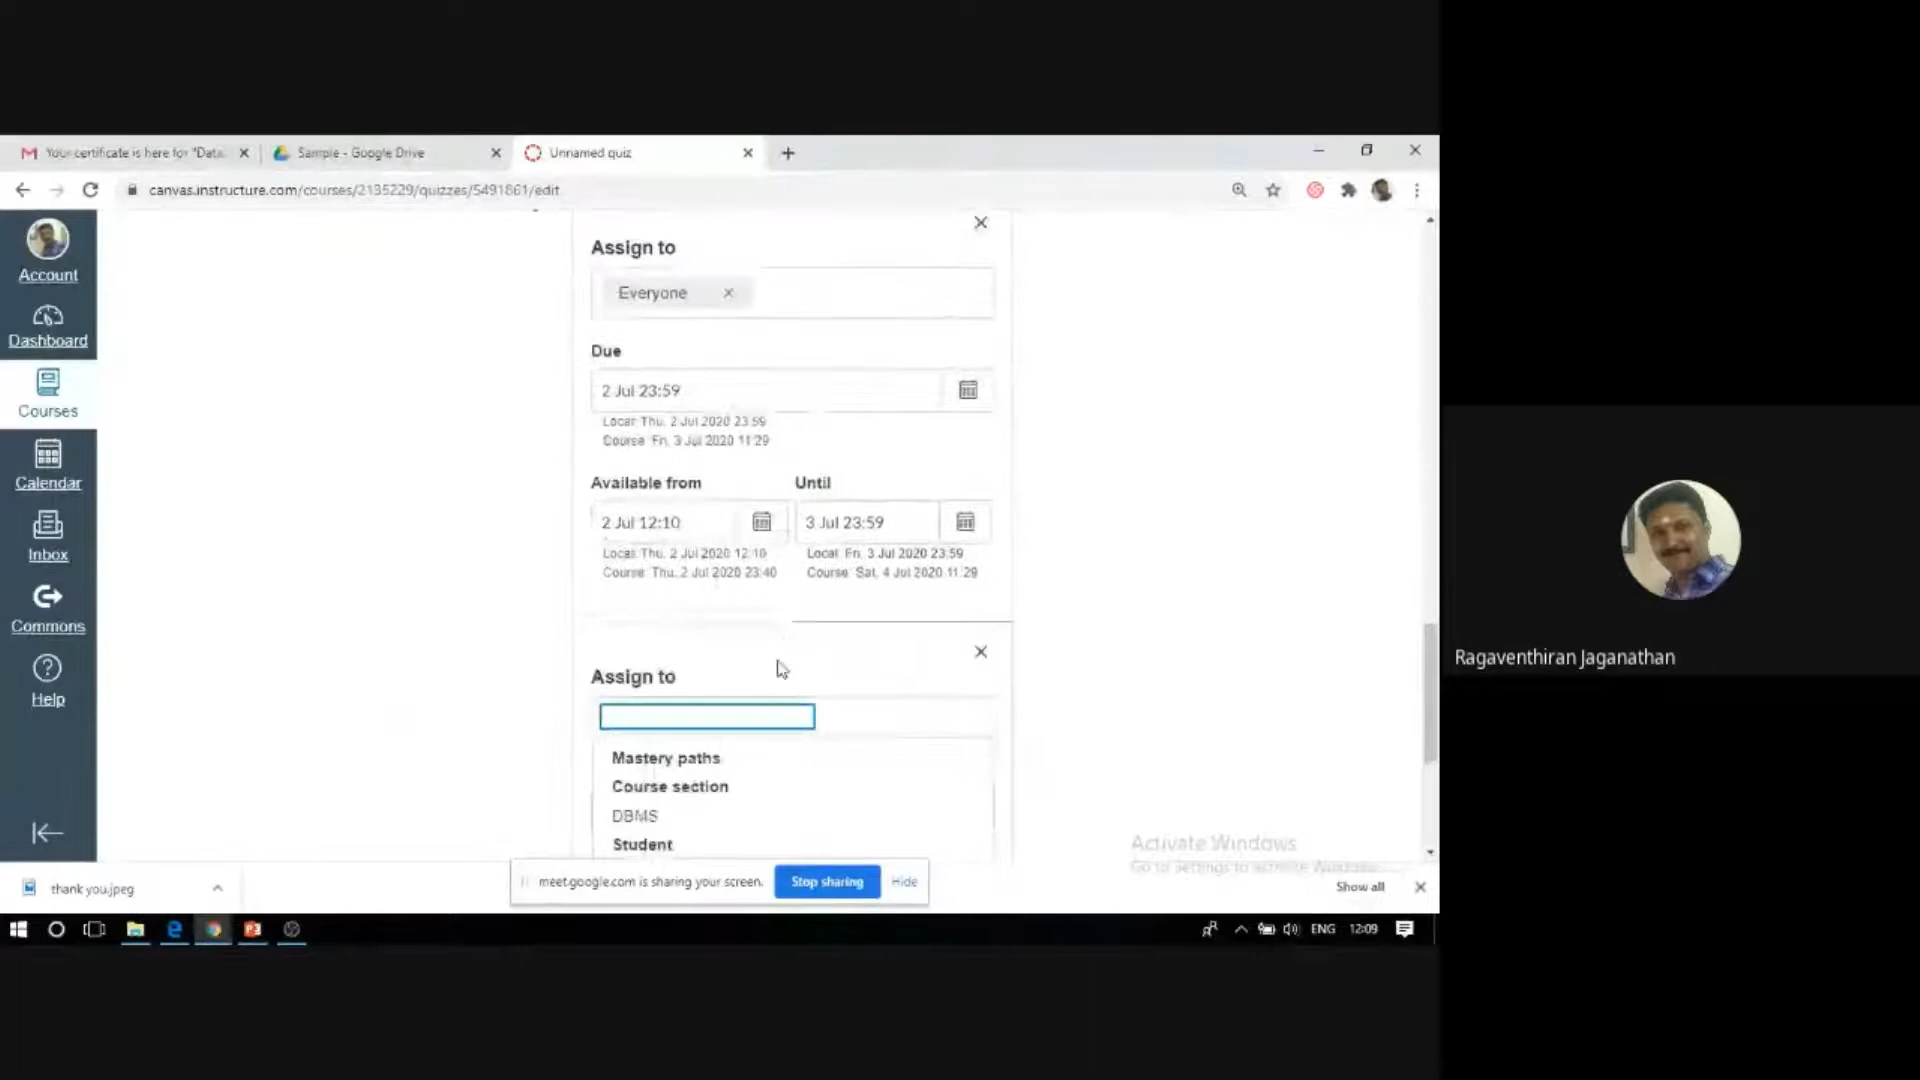 Your certificate is here for "Data
Sample - Google Drive
Unnamed quiz
canvas.instructure.com/courses/2135229/quizzes/5491861/edit
Account
Dashboard
Courses
Calendar
Inbox
Commons
Help
Assign to
Everyone
Due
2 Jul 23:59
Local: Thu, 2 Jul 2020 23:59
Course: Fri, 3 Jul 2020 11:29
Available from
Until
2 Jul 12:10
3 Jul 23:59
Local: Thu, 2 Jul 2020 12:10
Local: Fri, 3 Jul 2020 23:59
Course: Thu, 2 Jul 2020 23:40
Course: Sat, 4 Jul 2020 11:29
Assign to
Mastery paths
Course section
DBMS
Student
Activate Windows
Go to Settings to activate Windows.
meet.google.com is sharing your screen.
Stop sharing
Hide
thank you.jpeg
Show all
ENG
12:09
Ragaventhiran Jaganathan